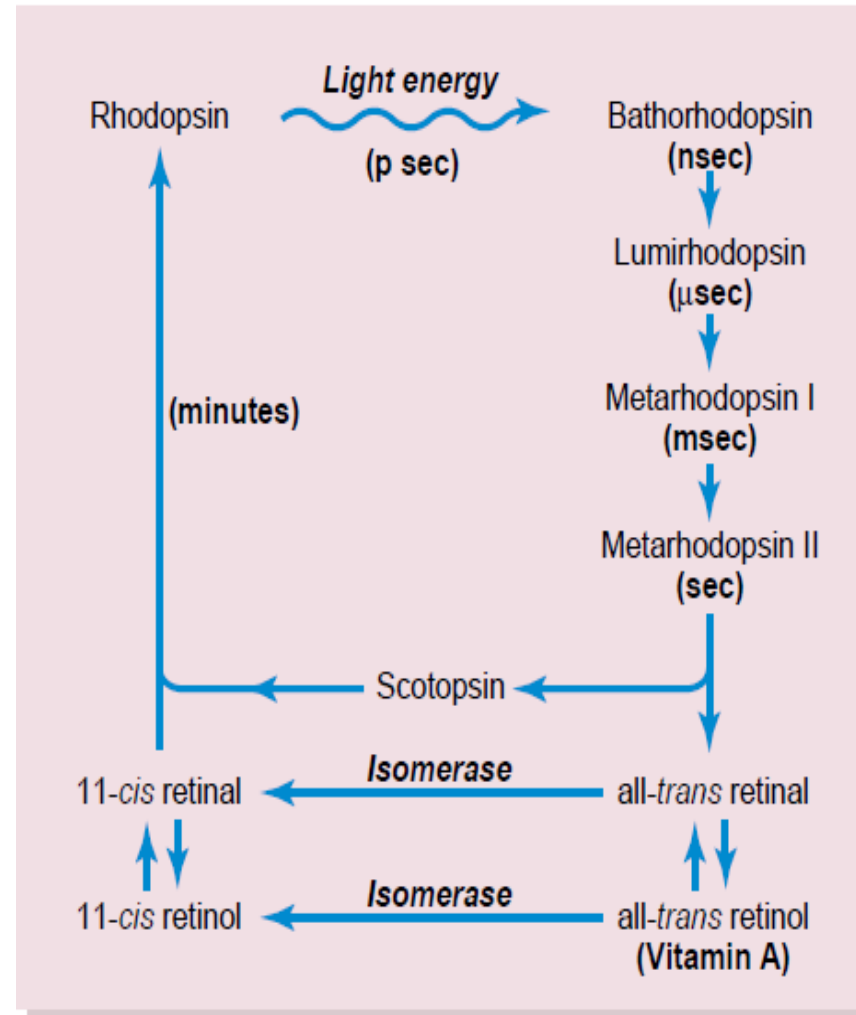 Light energy
Rhodopsin
Bathorhodopsin
(p sec)
(nsec)
Lumirhodopsin
(μsec)
Metarhodopsin I
(minutes)
(msec)
Metarhodopsin II
(sec)
Scotopsin
Isomerase
11-cis retinal
all-trans retinal
Isomerase
11-cis retinol
all-trans retinol
(Vitamin A)